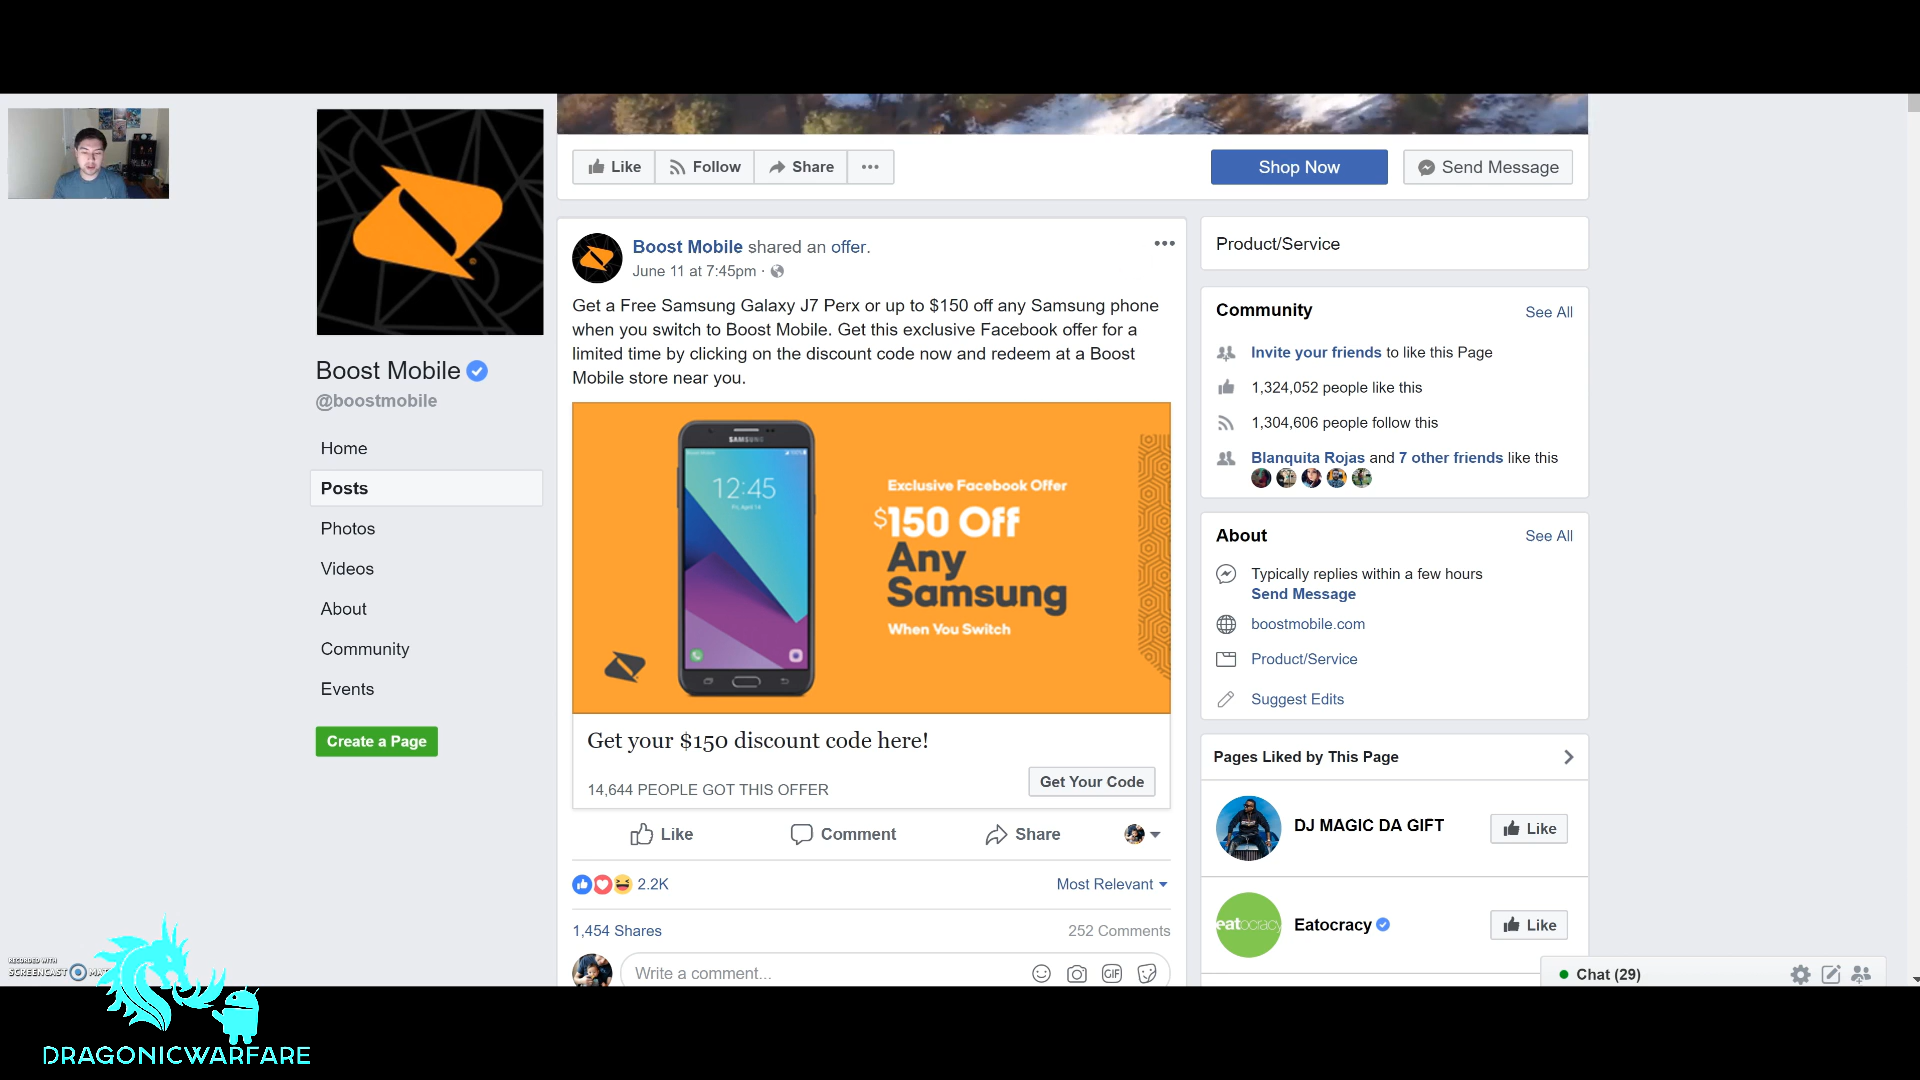 Like
Follow
Share
Shop Now
Send Message
Boost Mobile
@boostmobile
Home
Posts
Photos
Videos
About
Community
Events
Create a Page
Boost Mobile shared an offer.
June 11 at 7:45pm ·
Get a Free Samsung Galaxy J7 Perx or up to $150 off any Samsung phone
when you switch to Boost Mobile. Get this exclusive Facebook offer for a
limited time by clicking on the discount code now and redeem at a Boost
Mobile store near you.
SAMSUNG
12:45
Fri, April 14
Exclusive Facebook Offer
$150 Off
Any
Samsung
When You Switch
Get your $150 discount code here!
14,644 PEOPLE GOT THIS OFFER
Get Your Code
Like
Comment
Share
2.2K
Most Relevant
1,454 Shares
252 Comments
Write a comment...
GIF
Product/Service
Community
See All
Invite your friends to like this Page
1,324,052 people like this
1,304,606 people follow this
Blanquita Rojas and 7 other friends like this
About
See All
Typically replies within a few hours
Send Message
boostmobile.com
Product/Service
Suggest Edits
Pages Liked by This Page
DJ MAGIC DA GIFT
Like
eatocracy
Eatocracy
Like
Chat (29)
RECORDED WITH
SCREENCAST
DRAGONICWARFARE